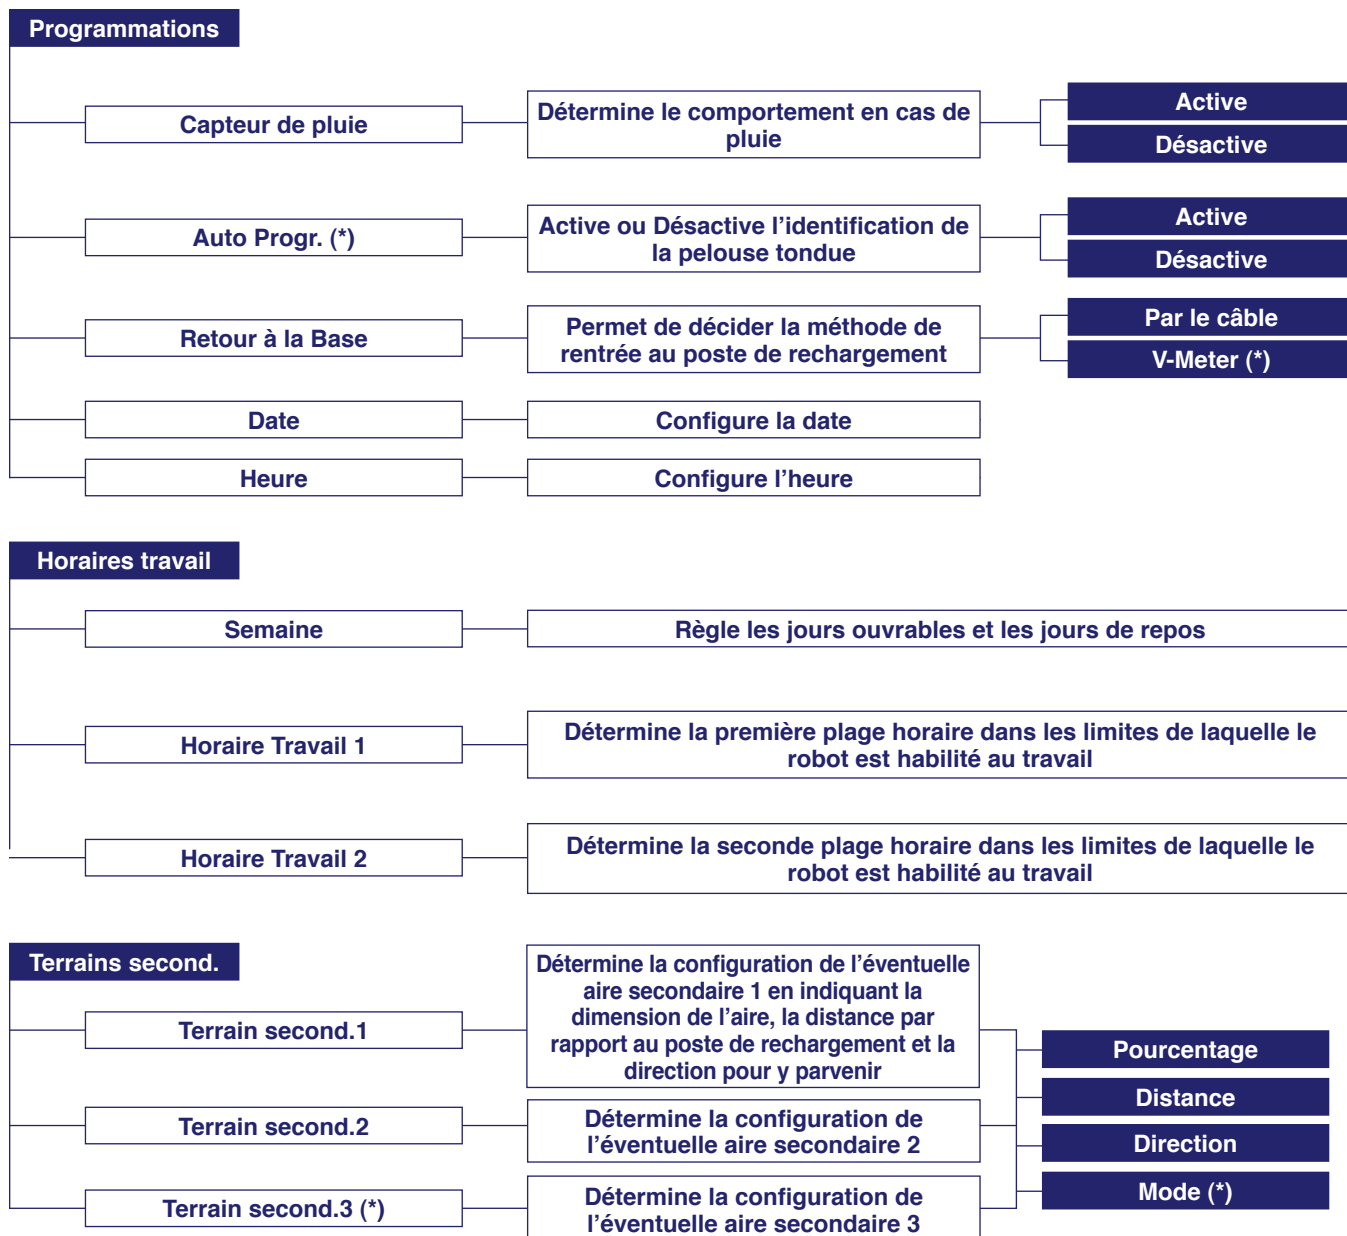 Programmations
Capteur de pluie
Détermine le comportement en cas de
pluie
Active
Désactive
Auto Progr. (*)
Active ou Désactive l’identification de
la pelouse tondue
Active
Désactive
Retour à la Base
Permet de décider la méthode de
rentrée au poste de rechargement
Par le câble
V-Meter (*)
Date
Configure la date
Heure
Configure l’heure
Horaires travail
Semaine
Règle les jours ouvrables et les jours de repos
Horaire Travail 1
Détermine la première plage horaire dans les limites de laquelle le
robot est habilité au travail
Horaire Travail 2
Détermine la seconde plage horaire dans les limites de laquelle le
robot est habilité au travail
Terrains second.
Terrain second.1
Détermine la configuration de l’éventuelle
aire secondaire 1 en indiquant la
dimension de l’aire, la distance par
rapport au poste de rechargement et la
direction pour y parvenir
Terrain second.2
Détermine la configuration de
l’éventuelle aire secondaire 2
Terrain second.3 (*)
Détermine la configuration de
l’éventuelle aire secondaire 3
Pourcentage
Distance
Direction
Mode (*)